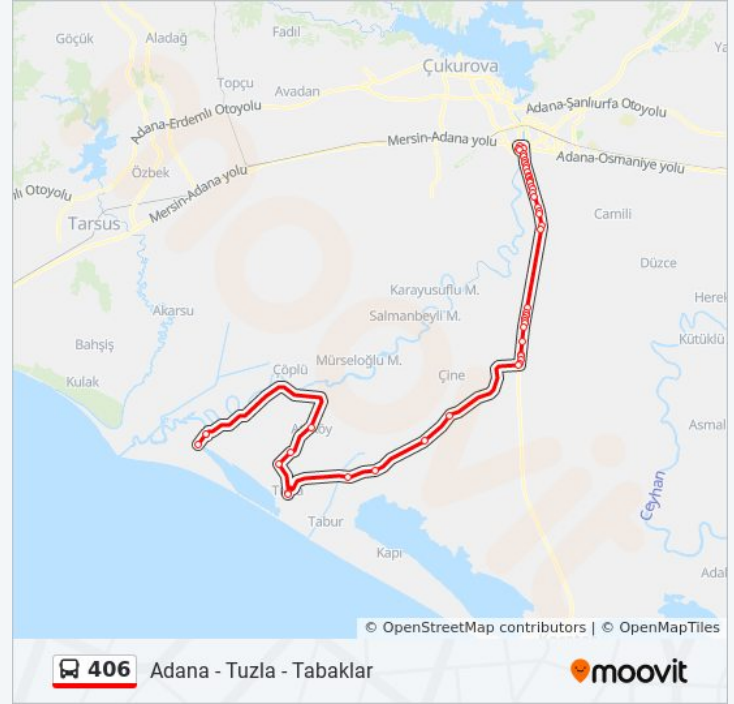 Göçük
Aladağ
Fadıl
Topçu
Avadan
Çukurova
Adana-Erdemli Otoyolu
Adana-Şanlıurfa Otoyolu
Mersin-Adana yolu
Adana-Osmaniye yolu
Özbek
lı Otoyolu
Mersin-Adana yolu
Tarsus
Camili
Düzce
Karayusuflu M.
Herek
Akarsu
Salmanbeyli M.
Kütüklü
Bahşiş
Mürseloğlu M.
Çöplü
Çine
Kulak
Asmal
Ceyhan
Tabur
Kapı
Adal
© OpenStreetMap contributors | © OpenMapTiles
406 Adana - Tuzla - Tabaklar
moovit